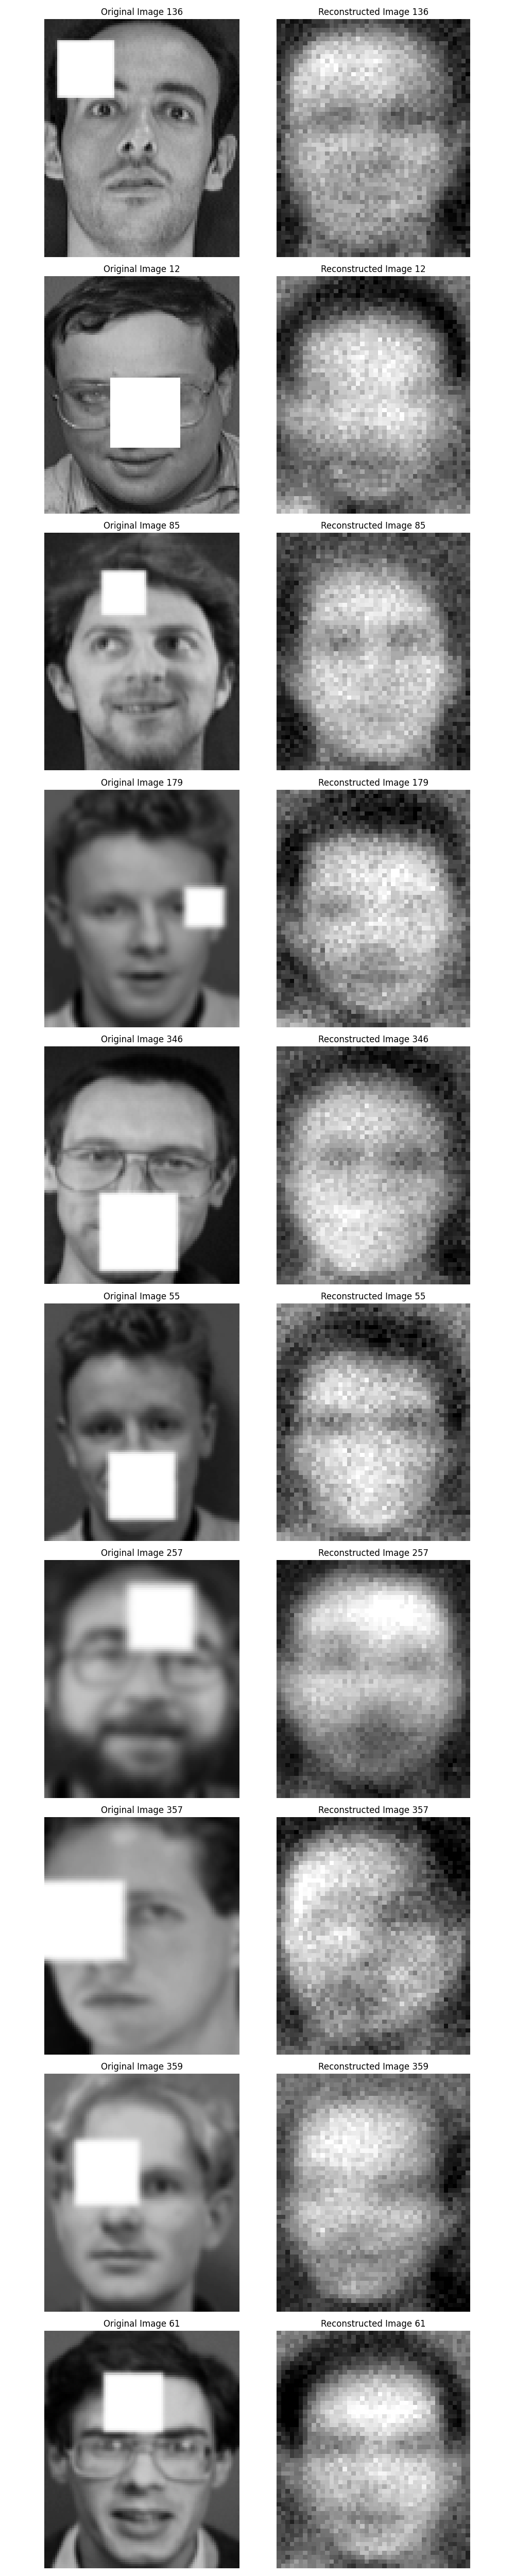 Original Image 136
Reconstructed Image 136
Original Image 12
Reconstructed Image 12
Original Image 85
Reconstructed Image 85
Original Image 179
Reconstructed Image 179
Original Image 346
Reconstructed Image 346
Original Image 55
Reconstructed Image 55
Original Image 257
Reconstructed Image 257
Original Image 357
Reconstructed Image 357
Original Image 359
Reconstructed Image 359
Original Image 61
Reconstructed Image 61